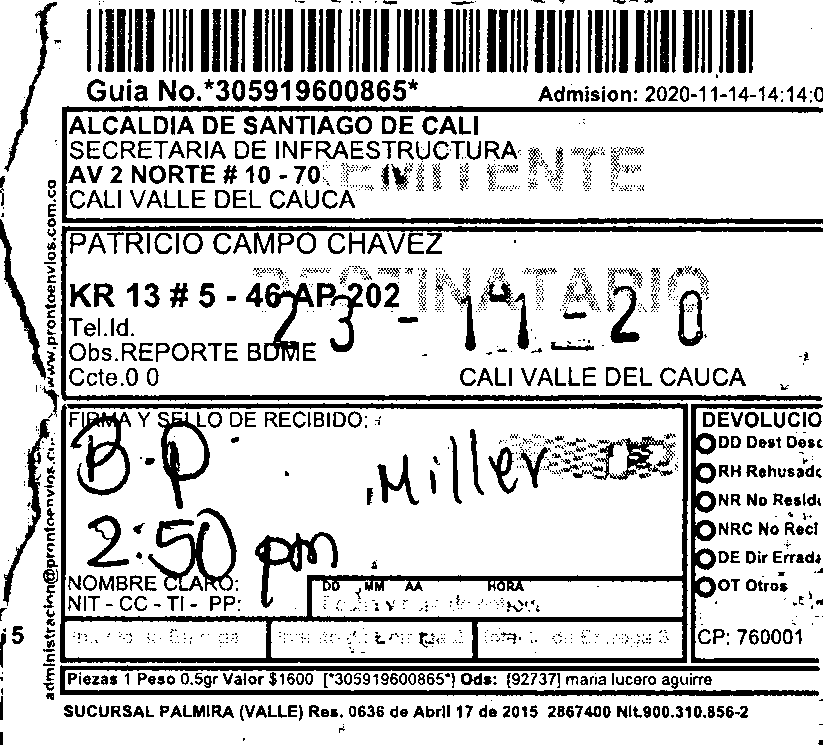 Guia No.*305919600865*
Admision: 2020-11-14-14:14:0
ALCALDIA DE SANTIAGO DE CALI
SECRETARIA DE INFRAESTRUCTURA
REMITENTE
AV 2 NORTE # 10 - 70
CALI VALLE DEL CAUCA
PATRICIO CAMPO CHAVEZ
DESTINATARIO
KR 13 # 5 - 46 AP 202
23 - 11 - 20
Tel.Id.
Obs.REPORTE BDME
Ccte.0 0
CALI VALLE DEL CAUCA
FIRMA Y SELLO DE RECIBIDO:
B.P. Miller
2:50 pm
NOMBRE CLARO:
NIT - CC - TI - PP:
DD MM AA HORA
DEVOLUCIO
DD Dest Desc
RH Rehusado
NR No Resid
NRC No Reci
DE Dir Errada
OT Otros
CP: 760001
5
Piezas 1 Peso 0.5gr Valor $1600 [*305919600865*] Ods: [92737] maria lucero aguirre
SUCURSAL PALMIRA (VALLE) Res. 0636 de Abril 17 de 2015 2867400 Nit.900.310.856-2
administracion@prontoenvios.co www.prontoenvios.com.co